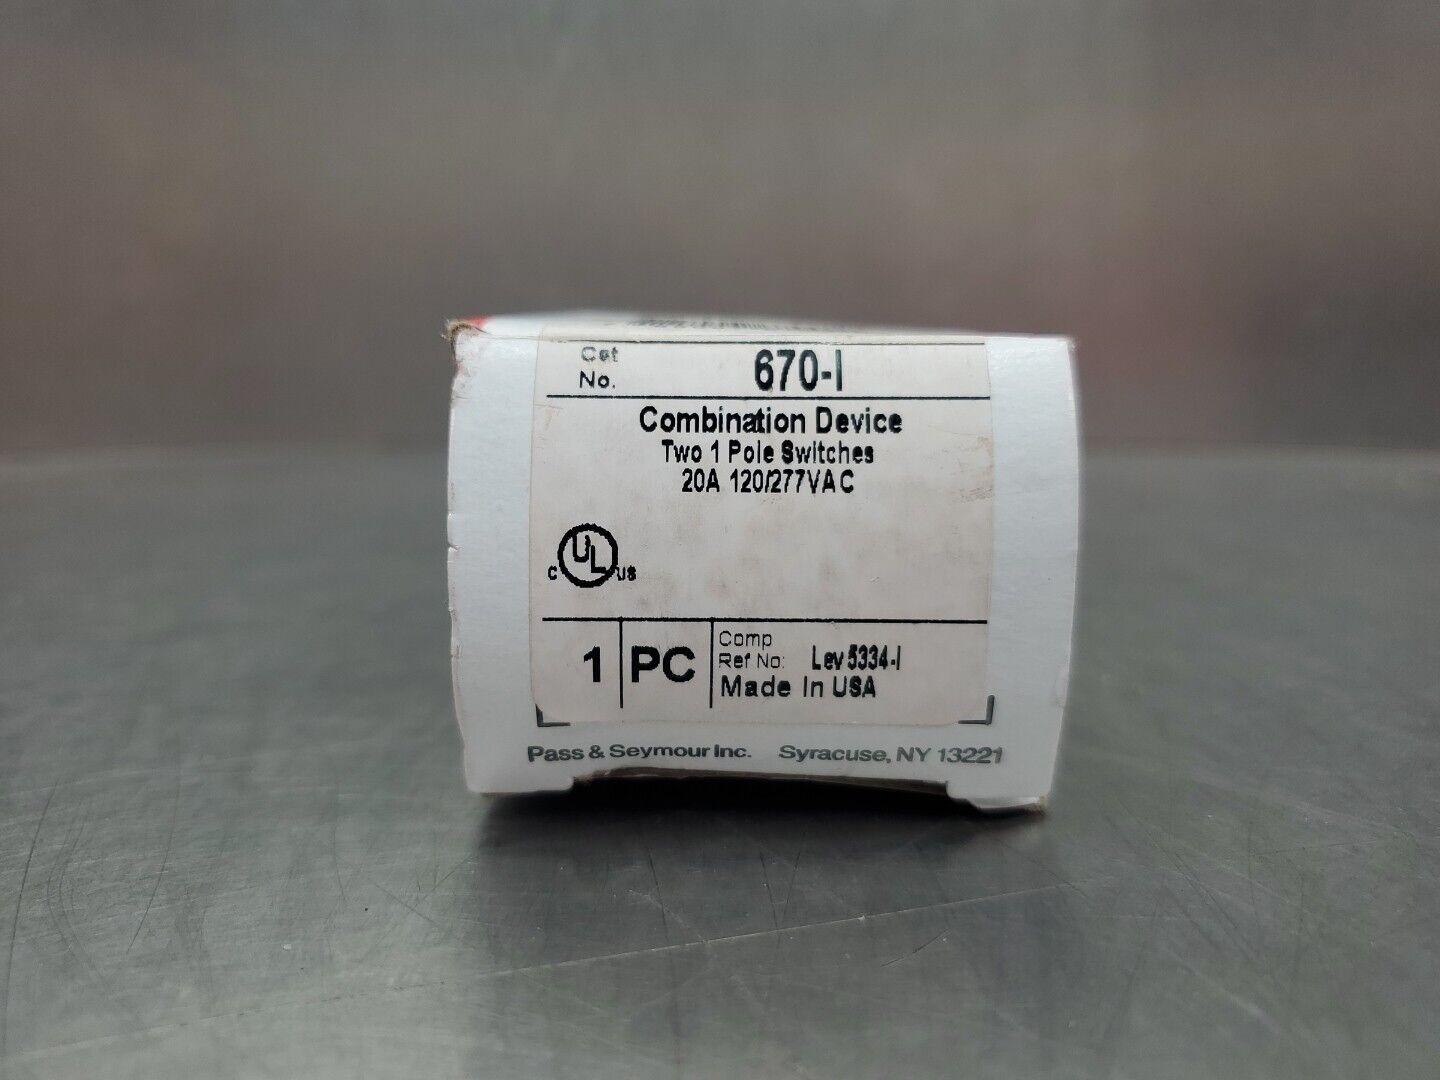 Cat No. 670-I
Combination Device
Two 1 Pole Switches
20A 120/277VAC
C UL US
1 PC
Comp
Ref No: Lev 5334-I
Made In USA
Pass & Seymour Inc. Syracuse, NY 13221